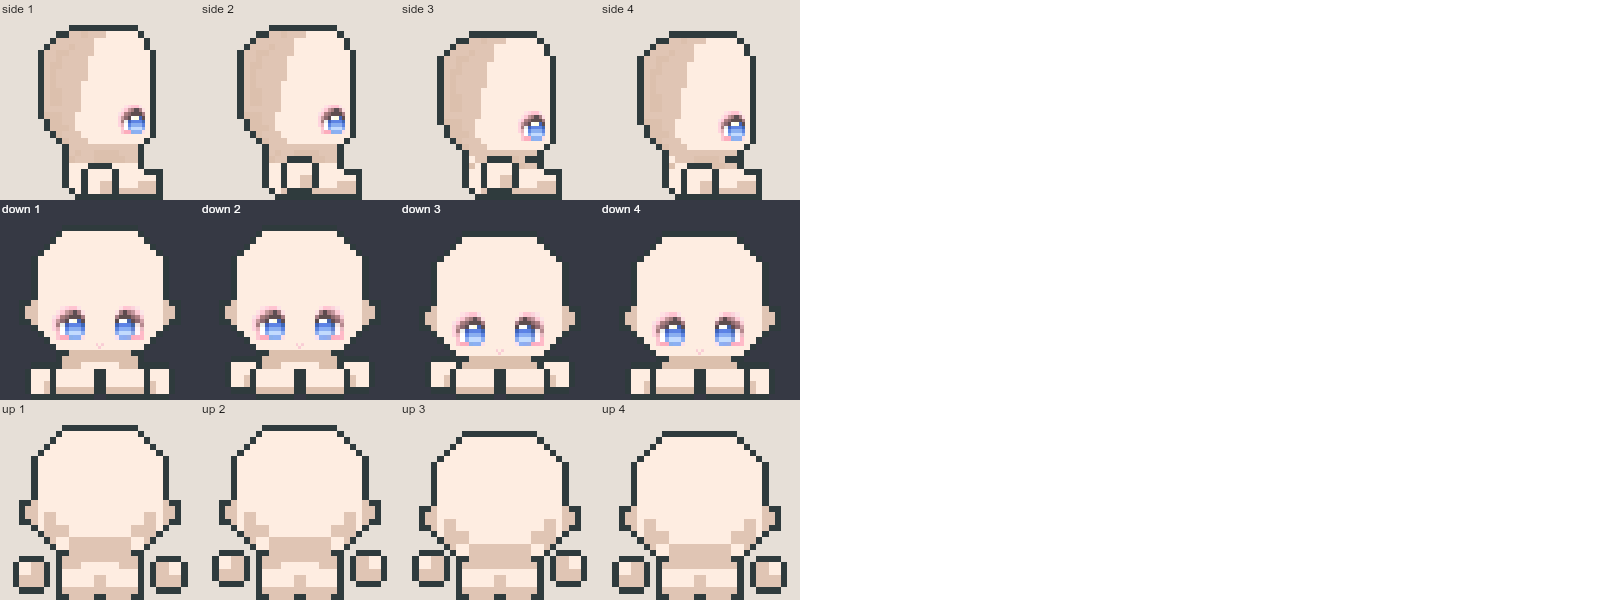 side 1
side 2
side 3
side 4
down 1
down 2
down 3
down 4
up 1
up 2
up 3
up 4